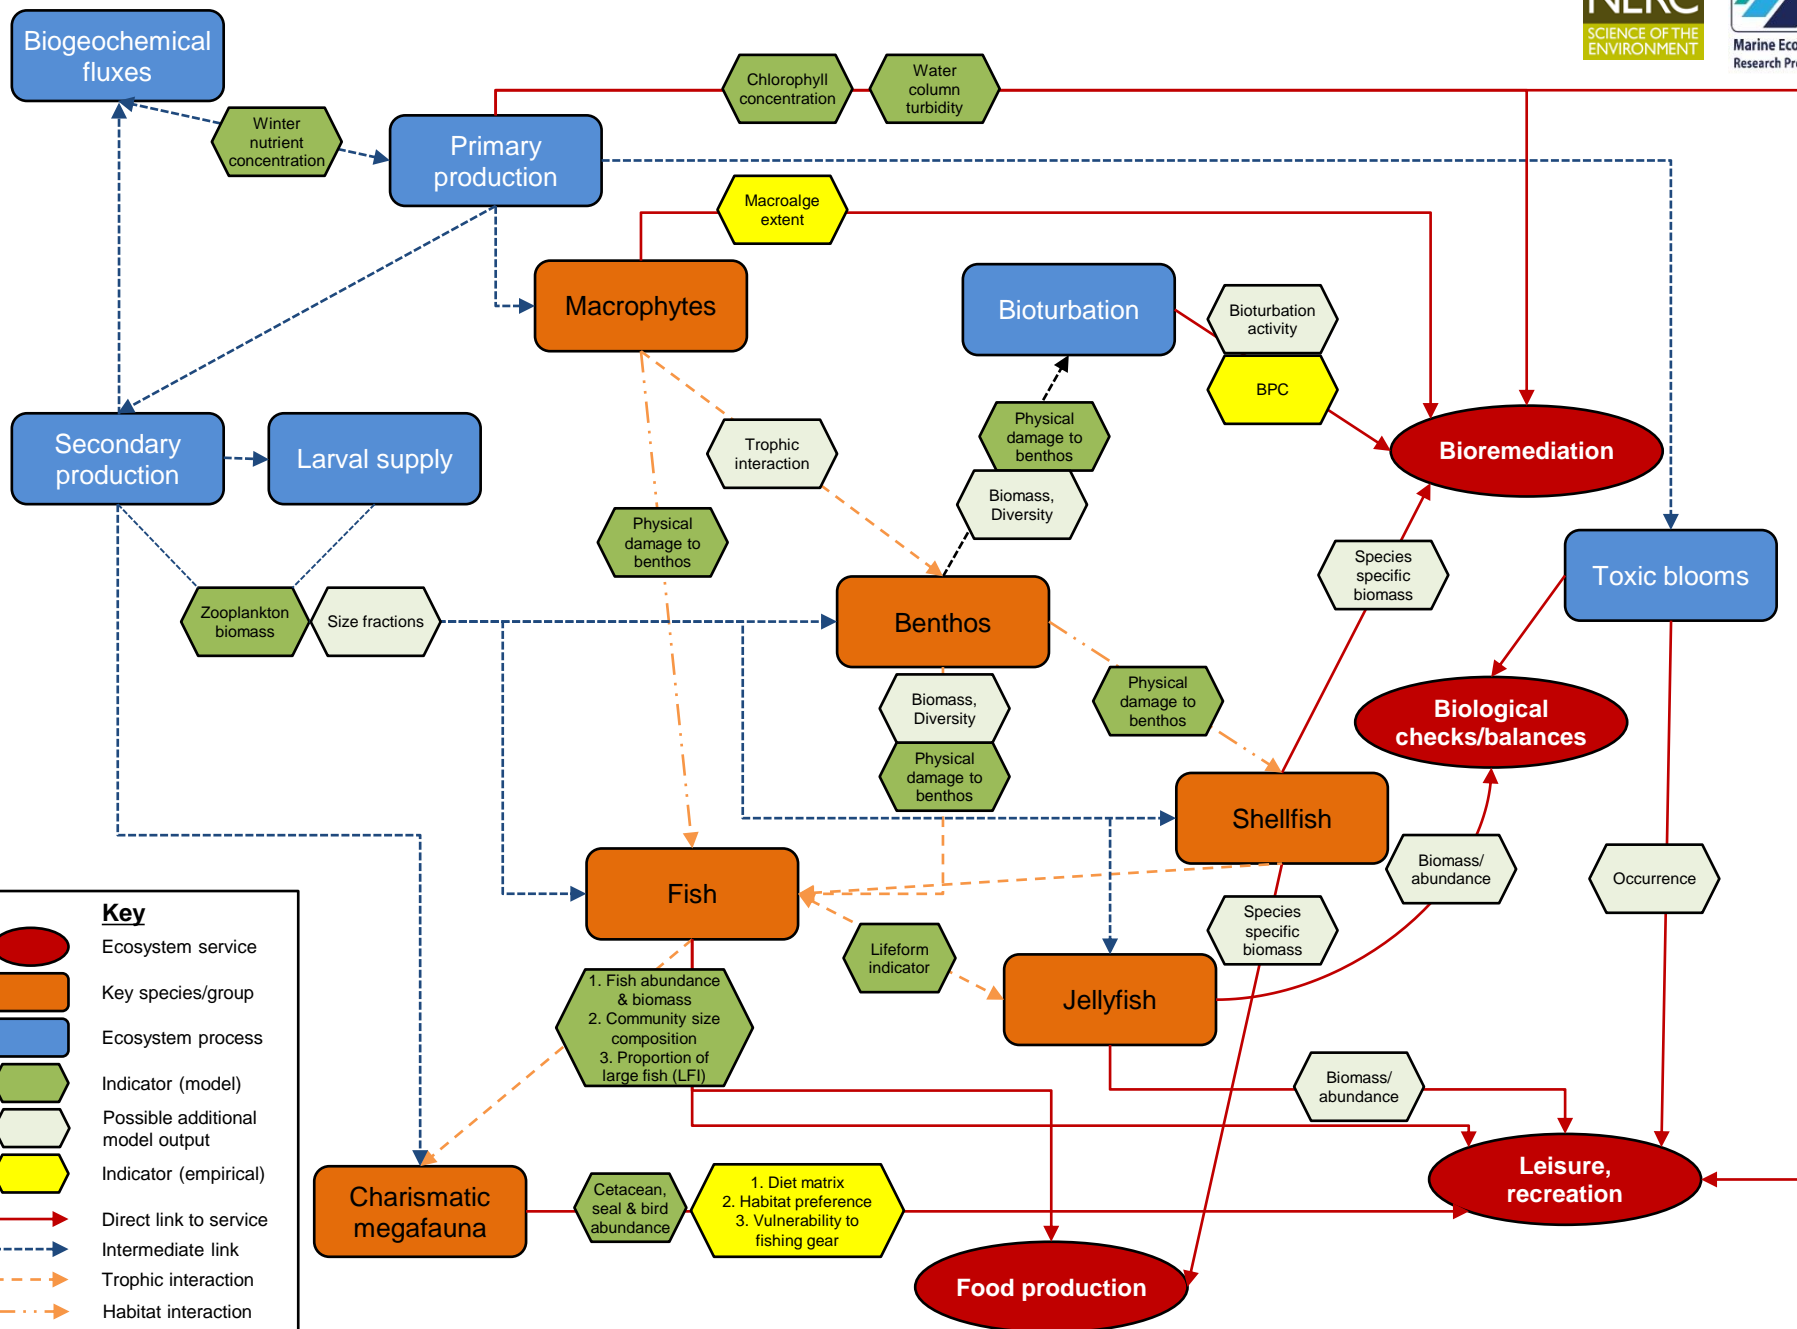 NERC
SCIENCE OF THE
ENVIRONMENT
Marine Eco
Research Pr
Biogeochemical
fluxes
Chlorophyll
concentration
Water
column
turbidity
Winter
nutrient
concentration
Primary
production
Macroalge
extent
Macrophytes
Bioturbation
Bioturbation
activity
BPC
Secondary
production
Larval supply
Trophic
interaction
Physical
damage to
benthos
Biomass,
Diversity
Bioremediation
Physical
damage to
benthos
Species
specific
biomass
Toxic blooms
Zooplankton
biomass
Size fractions
Benthos
Biomass,
Diversity
Physical
damage to
benthos
Physical
damage to
benthos
Biological
checks/balances
Shellfish
Fish
Biomass/
abundance
Occurrence
Species
specific
biomass
Lifeform
indicator
Jellyfish
1. Fish abundance
& biomass
2. Community size
composition
3. Proportion of
large fish (LFI)
Biomass/
abundance
Leisure,
recreation
Charismatic
megafauna
Cetacean,
seal & bird
abundance
1. Diet matrix
2. Habitat preference
3. Vulnerability to
fishing gear
Food production
Key
Ecosystem service
Key species/group
Ecosystem process
Indicator (model)
Possible additional
model output
Indicator (empirical)
Direct link to service
Intermediate link
Trophic interaction
Habitat interaction